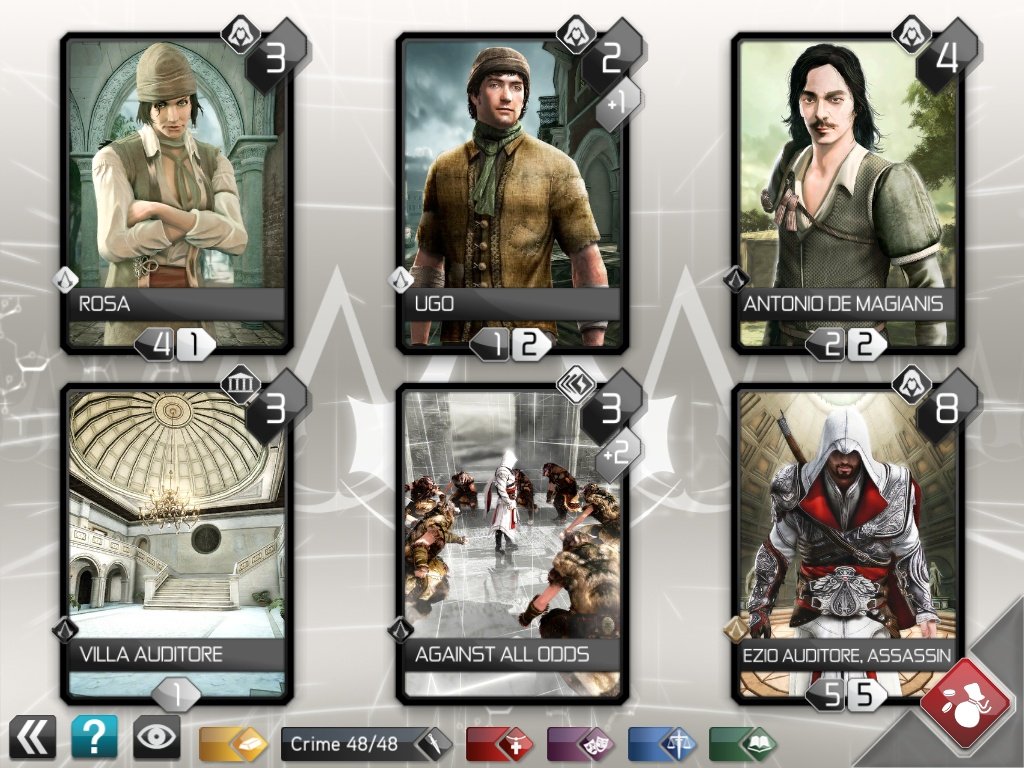 3
2
+1
4
ROSA
UGO
ANTONIO DE MAGIANIS
4 1
1 2
2 2
3
3
+2
8
VILLA AUDITORE
AGAINST ALL ODDS
EZIO AUDITORE, ASSASSIN
1
5 5
?
Crime 48/48